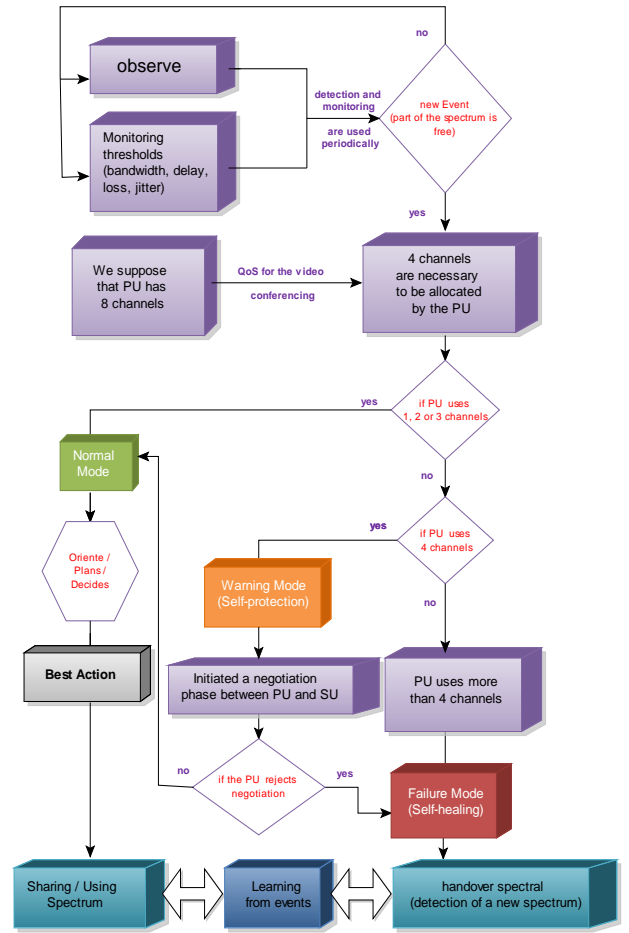 no
observe
new Event
(part of the spectrum is
free)
detection and
monitoring
are used
periodically
Monitoring
thresholds
(bandwidth, delay,
loss, jitter)
yes
We suppose
that PU has
8 channels
QoS for the video
conferencing
4 channels
are necessary
to be allocated
by the PU
if PU uses
1, 2 or 3 channels
yes
Normal
Mode
no
yes
if PU uses
4 channels
Oriente /
Plans /
Decides
Warning Mode
(Self-protection)
no
Best Action
Initiated a negotiation
phase between PU and SU
PU uses more
than 4 channels
no
if the PU rejects
negotiation
yes
Failure Mode
(Self-healing)
Sharing / Using
Spectrum
Learning
from events
handover spectral
(detection of a new spectrum)